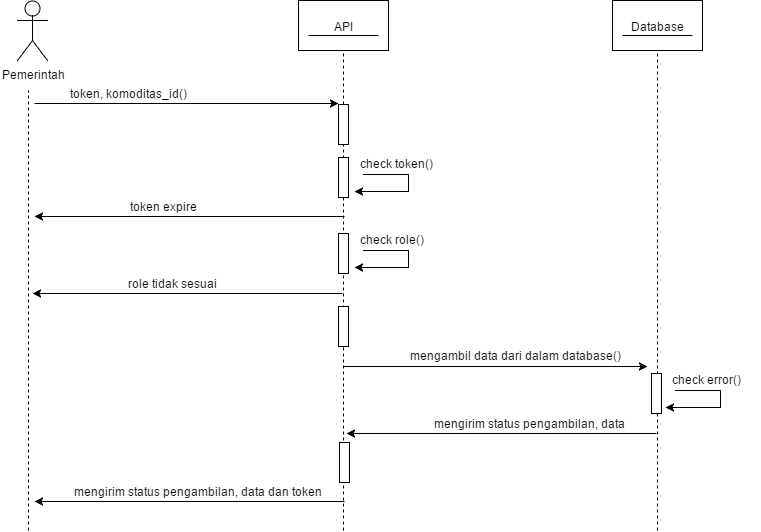 API
Database
Pemerintah
token, komoditas_id()
check token()
token expire
check role()
role tidak sesuai
mengambil data dari dalam database()
check error()
mengirim status pengambilan, data
mengirim status pengambilan, data dan token